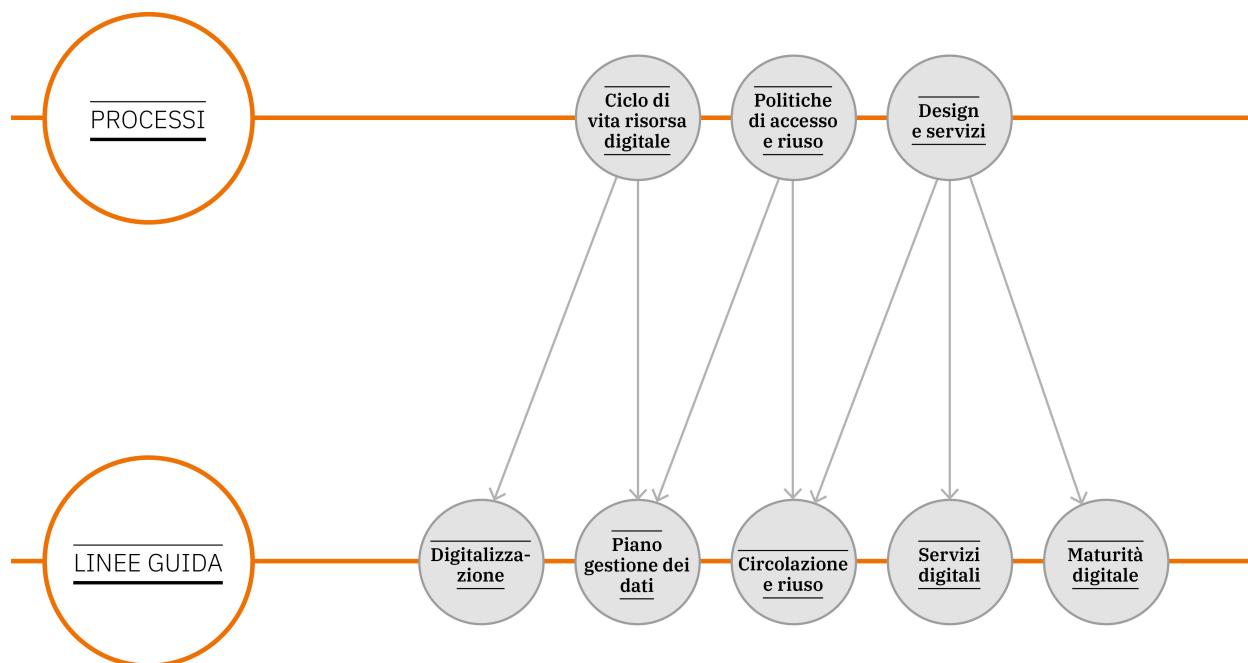 PROCESSI
Ciclo di
vita risorsa
digitale
Politiche
di accesso
e riuso
Design
e servizi
LINEE GUIDA
Digitalizza-
zione
Piano
gestione dei
dati
Circolazione
e riuso
Servizi
digitali
Maturità
digitale